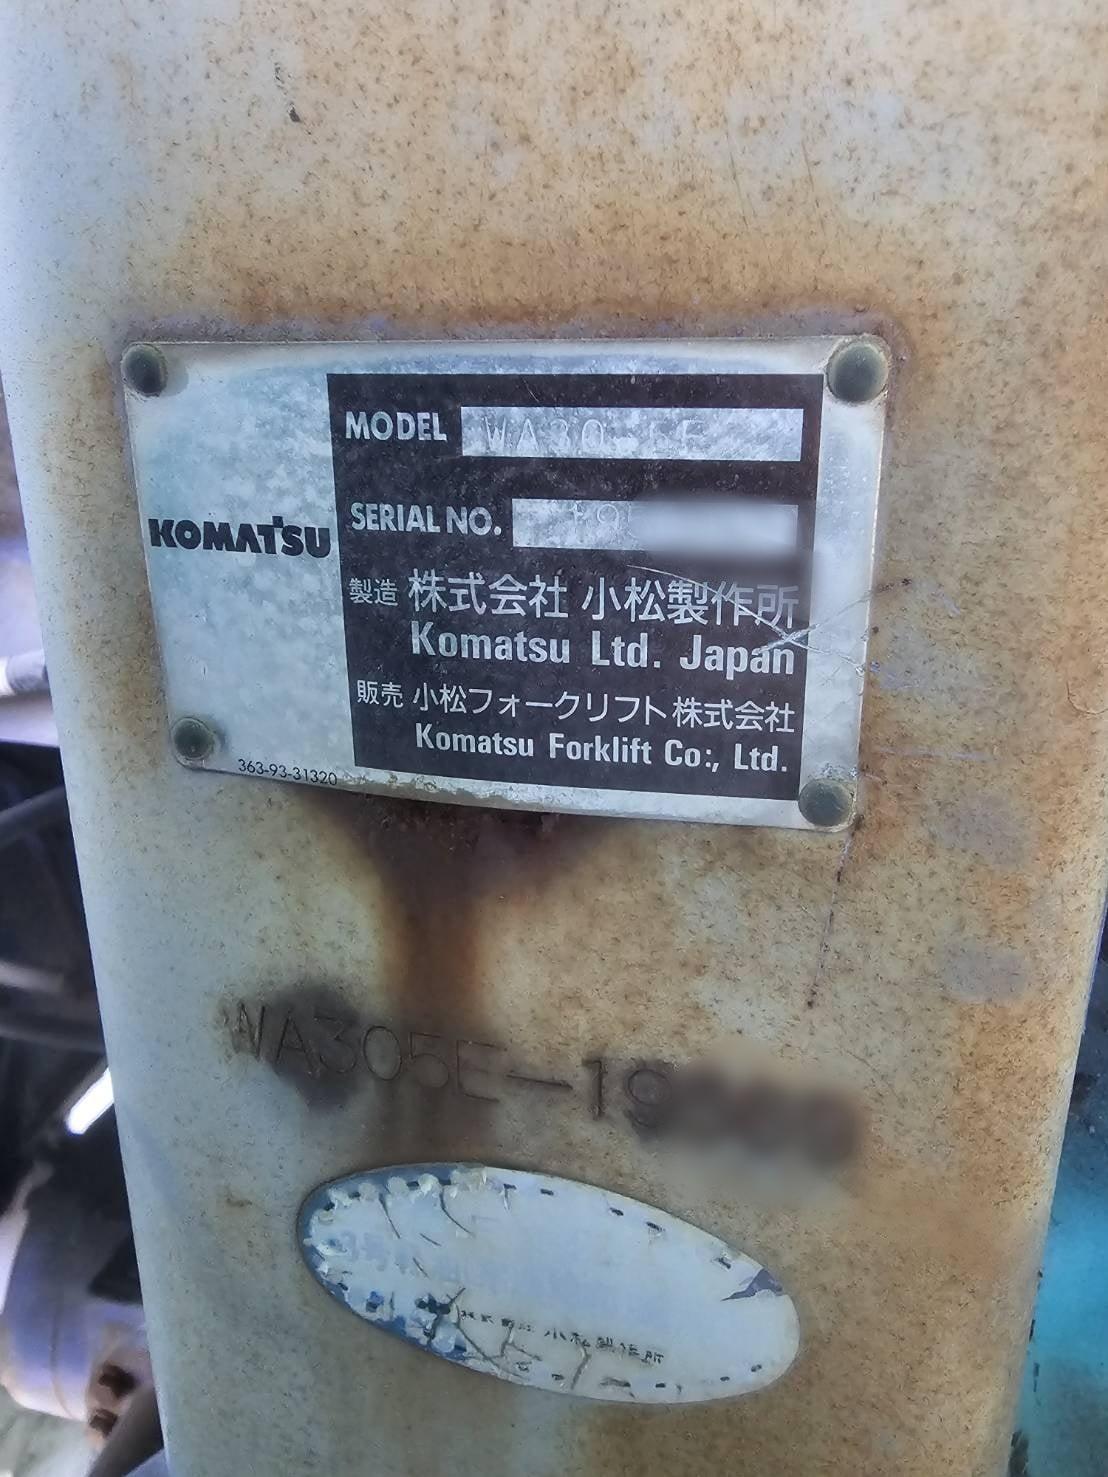 KOMATSU
MODEL WA30-5E
SERIAL NO. 19
製造 株式会社 小松製作所
Komatsu Ltd. Japan
販売 小松フォークリフト株式会社
Komatsu Forklift Co:, Ltd.
363-93-31320
WA305E-19
小松製作所